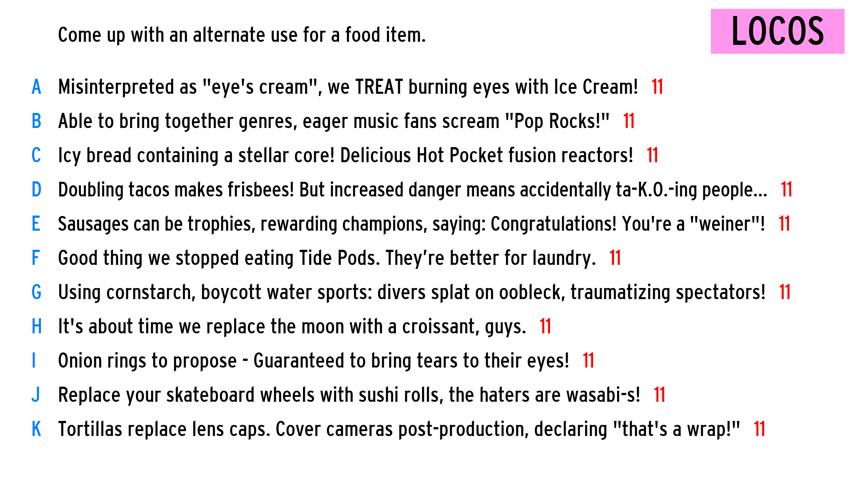 Come up with an alternate use for a food item.
LOCOS
A Misinterpreted as "eye's cream", we TREAT burning eyes with Ice Cream! 11
B Able to bring together genres, eager music fans scream "Pop Rocks!" 11
C Icy bread containing a stellar core! Delicious Hot Pocket fusion reactors! 11
D Doubling tacos makes frisbees! But increased danger means accidentally ta-K.O.-ing people... 11
E Sausages can be trophies, rewarding champions, saying: Congratulations! You're a "weiner"! 11
F Good thing we stopped eating Tide Pods. They’re better for laundry. 11
G Using cornstarch, boycott water sports: divers splat on oobleck, traumatizing spectators! 11
H It's about time we replace the moon with a croissant, guys. 11
I Onion rings to propose - Guaranteed to bring tears to their eyes! 11
J Replace your skateboard wheels with sushi rolls, the haters are wasabi-s! 11
K Tortillas replace lens caps. Cover cameras post-production, declaring "that's a wrap!" 11